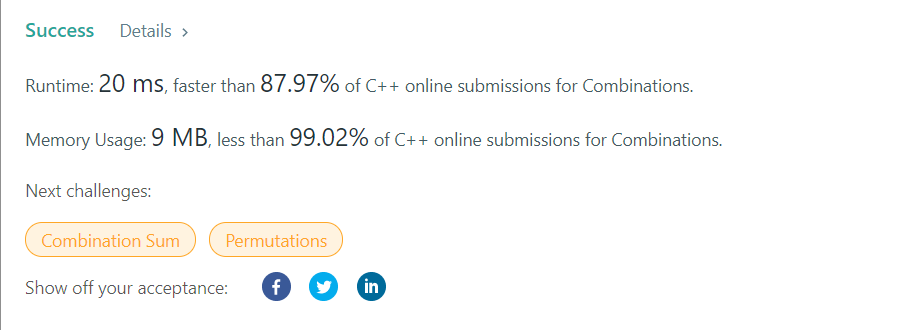 Success Details >
Runtime: 20 ms, faster than 87.97% of C++ online submissions for Combinations.
Memory Usage: 9 MB, less than 99.02% of C++ online submissions for Combinations.
Next challenges:
Combination Sum Permutations
Show off your acceptance: f in